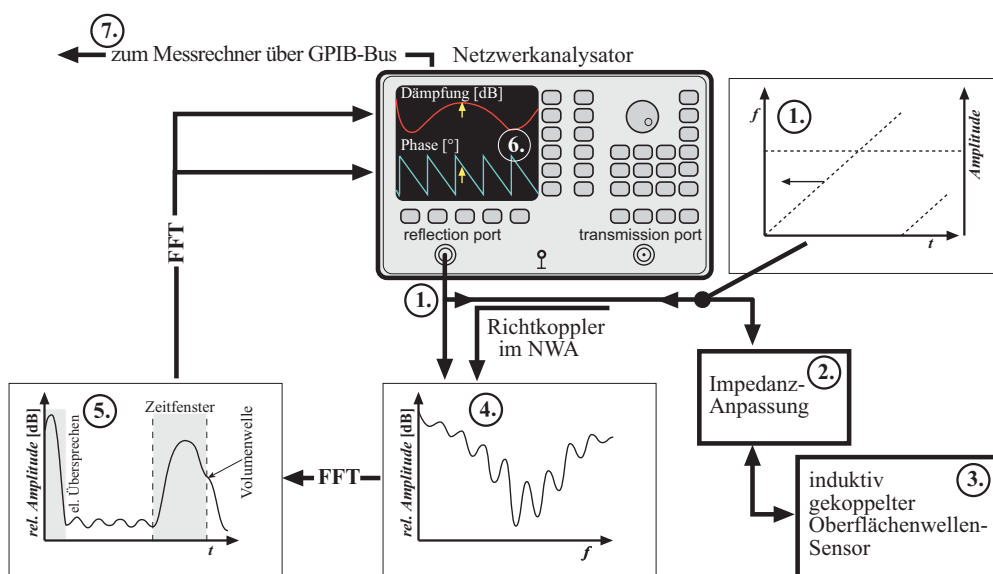 7.
zum Messrechner über GPIB-Bus
Netzwerkanalysator
Dämpfung [dB]
Phase [°]
6.
reflection port
transmission port
f
1.
Amplitude
t
FFT
1.
Richtkoppler
im NWA
2.
Impedanz-
Anpassung
3.
induktiv
gekoppelter
Oberflächenwellen-
Sensor
4.
rel. Amplitude [dB]
f
FFT
5.
Zeitfenster
rel. Amplitude [dB]
el. Übersprechen
Volumenwelle
t